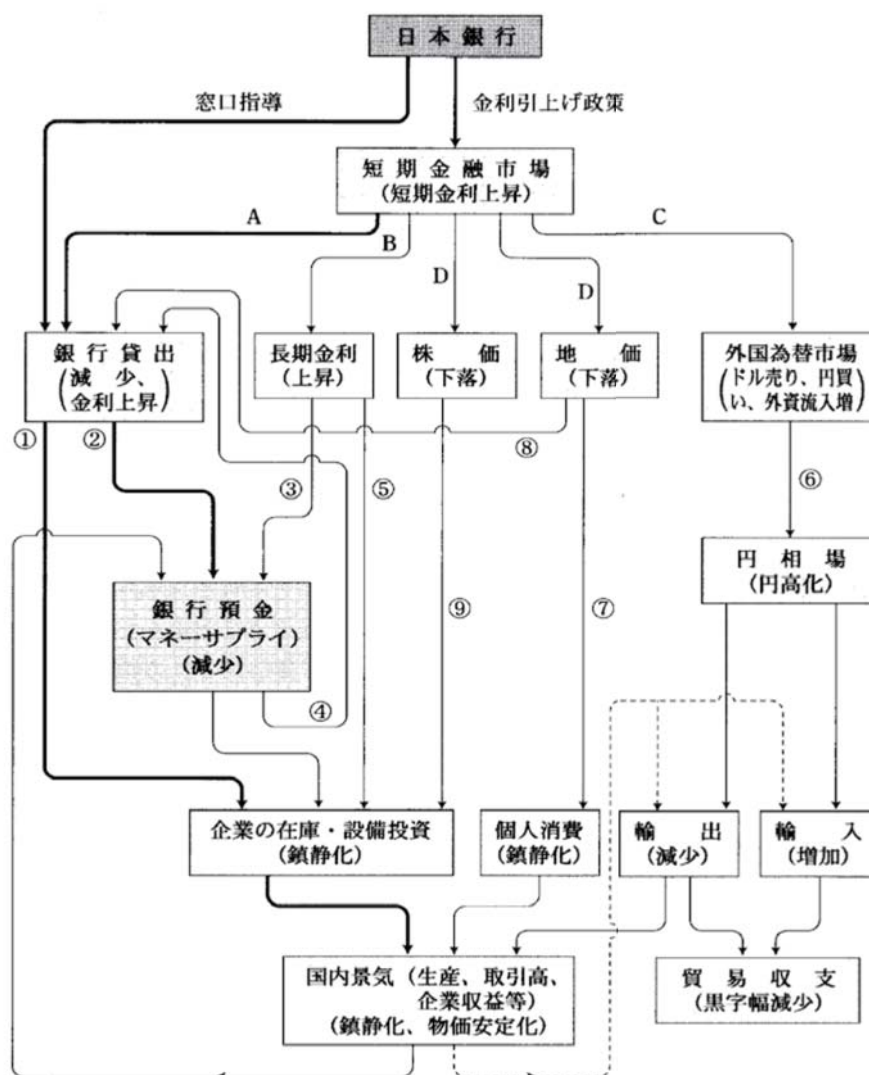 日本銀行
窓口指導
金利引上げ政策
短期金融市場
(短期金利上昇)
A
B
D
D
C
銀行貸出
(減少、
金利上昇)
長期金利
(上昇)
株価
(下落)
地価
(下落)
外国為替市場
(ドル売り、円買
い、外資流入増)
①
②
③
⑤
⑧
⑥
円相場
(円高化)
銀行預金
(マネーサプライ)
(減少)
⑨
⑦
④
企業の在庫・設備投資
(鎮静化)
個人消費
(鎮静化)
輸出
(減少)
輸入
(増加)
国内景気(生産、取引高、
企業収益等)
(鎮静化、物価安定化)
貿易収支
(黒字幅減少)